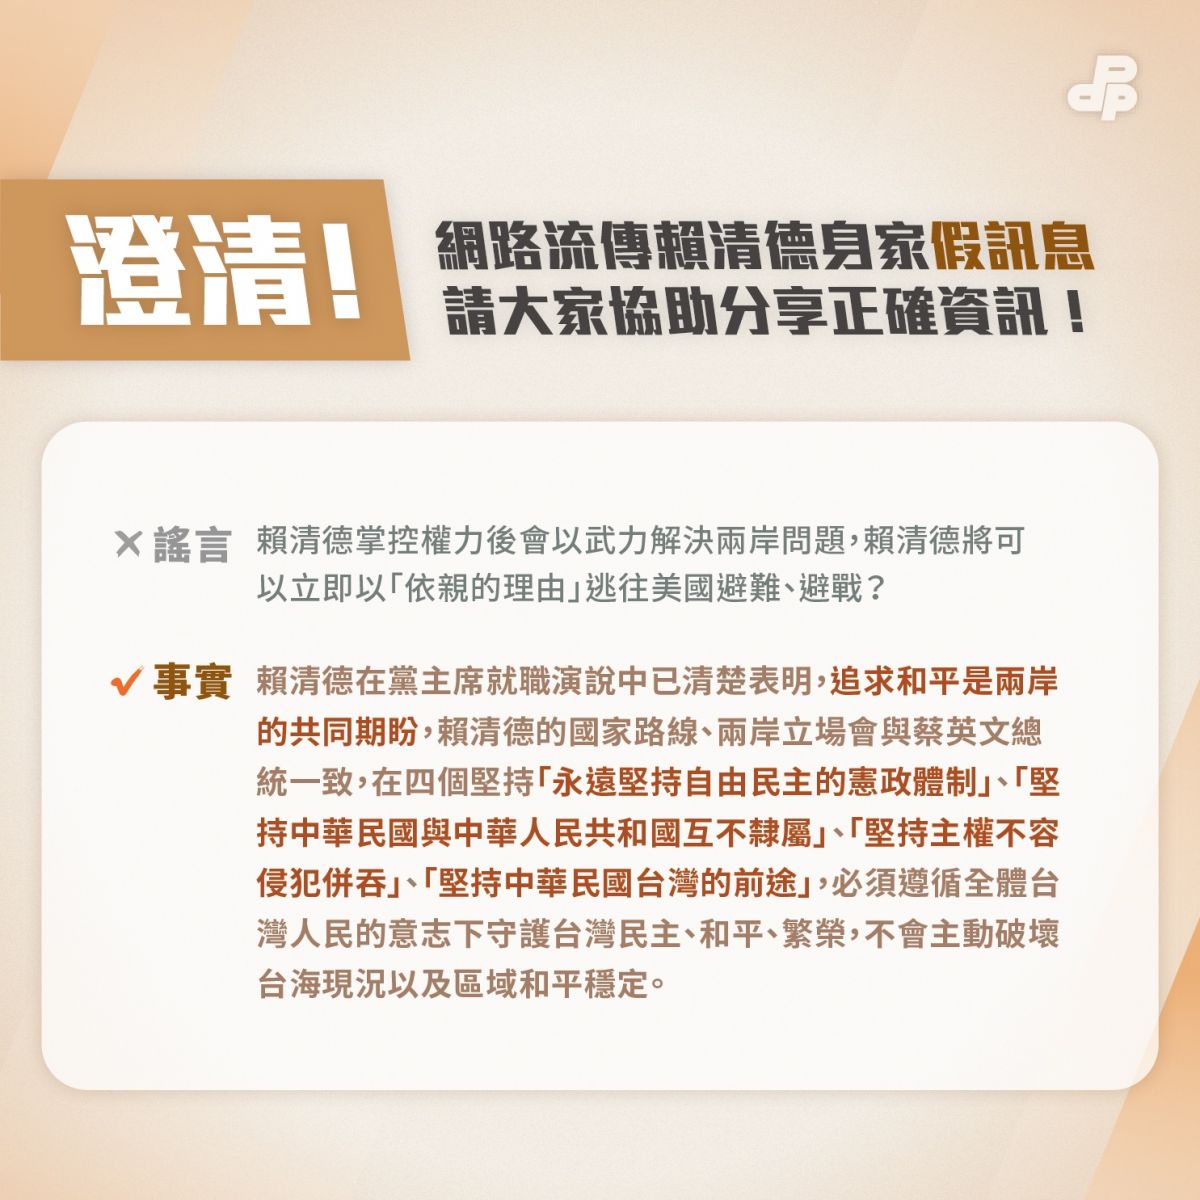 DPP
澄清!
網路流傳賴清德身家假訊息
請大家協助分享正確資訊！
✕ 謠言 賴清德掌控權力後會以武力解決兩岸問題，賴清德將可
以立即以「依親的理由」逃往美國避難、避戰？
✓ 事實 賴清德在黨主席就職演說中已清楚表明，追求和平是兩岸
的共同期盼，賴清德的國家路線、兩岸立場會與蔡英文總
統一致，在四個堅持「永遠堅持自由民主的憲政體制」、「堅
持中華民國與中華人民共和國互不隸屬」、「堅持主權不容
侵犯併吞」、「堅持中華民國台灣的前途」，必須遵循全體台
灣人民的意志下守護台灣民主、和平、繁榮，不會主動破壞
台海現況以及區域和平穩定。